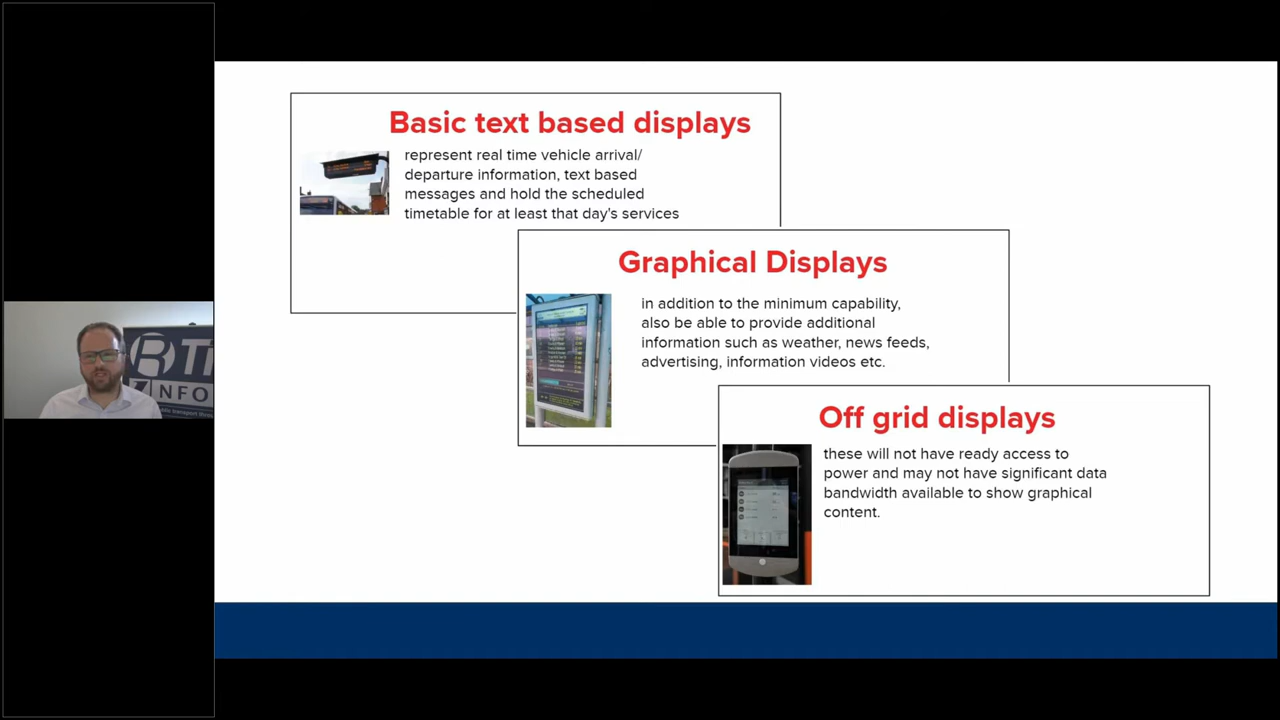 Basic text based displays
represent real time vehicle arrival/
departure information, text based
messages and hold the scheduled
timetable for at least that day's services
Graphical Displays
in addition to the minimum capability,
also be able to provide additional
information such as weather, news feeds,
advertising, information videos etc.
Off grid displays
these will not have ready access to
power and may not have significant data
bandwidth available to show graphical
content.
RTi
INFO